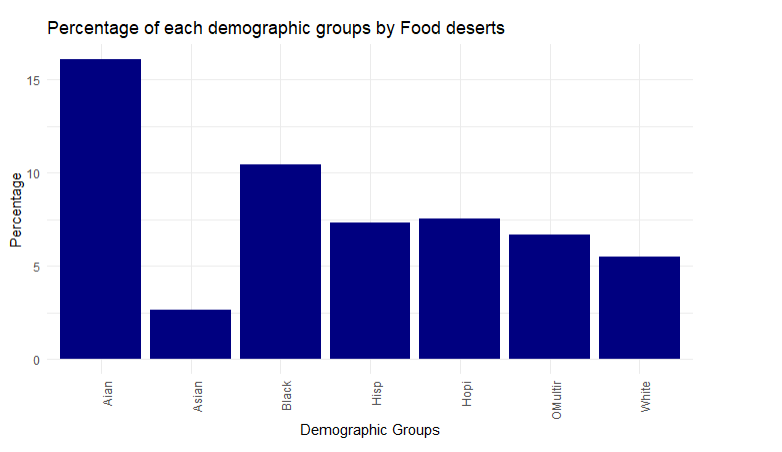 Percentage of each demographic groups by Food deserts
Percentage
15
10
5
0
Aian
Asian
Black
Hisp
Hopi
OMultir
White
Demographic Groups